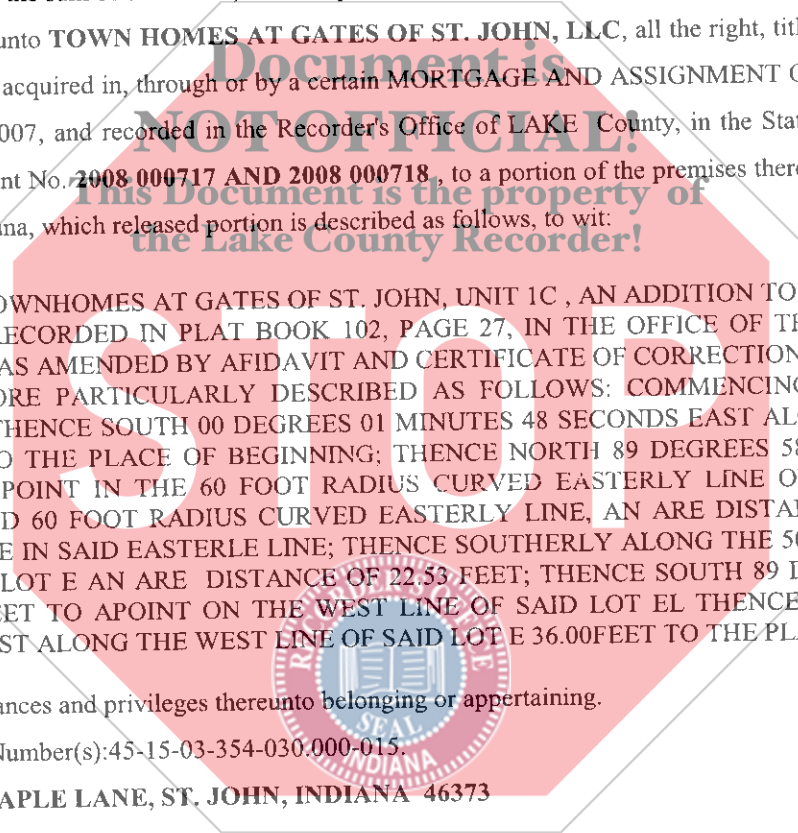 unto TOWN HOMES AT GATES OF ST. JOHN, LLC, all the right, titl
Document is
acquired in, through or by a certain MORTGAGE AND ASSIGNMENT
NOT OFFICIAL!
007, and recorded in the Recorder's Office of LAKE County, in the Stat
nt No. 2008 000717 AND 2008 000718 , to a portion of the premises there
This Document is the property of
na, which released portion is described as follows, to wit:
the Lake County Recorder!
OWNHOMES AT GATES OF ST. JOHN, UNIT 1C , AN ADDITION TO
RECORDED IN PLAT BOOK 102, PAGE 27, IN THE OFFICE OF TH
AS AMENDED BY AFIDAVIT AND CERTIFICATE OF CORRECTION
ORE PARTICULARLY DESCRIBED AS FOLLOWS: COMMENCING
THENCE SOUTH 00 DEGREES 01 MINUTES 48 SECONDS EAST AL
O THE PLACE OF BEGINNING; THENCE NORTH 89 DEGREES 58
STOP
POINT IN THE 60 FOOT RADIUS CURVED EASTERLY LINE O
D 60 FOOT RADIUS CURVED EASTERLY LINE, AN ARE DISTA
E IN SAID EASTERLE LINE; THENCE SOUTHERLY ALONG THE 50
LOT E AN ARE DISTANCE OF 22.53 FEET; THENCE SOUTH 89 D
EET TO APOINT ON THE WEST LINE OF SAID LOT EL THENCE
ST ALONG THE WEST LINE OF SAID LOT E 36.00FEET TO THE PLA
RECORDER'S OFFICE
ances and privileges thereunto belonging or appertaining.
SEAL
Number(s):45-15-03-354-030.000-015.
INDIANA
APLE LANE, ST. JOHN, INDIANA 46373